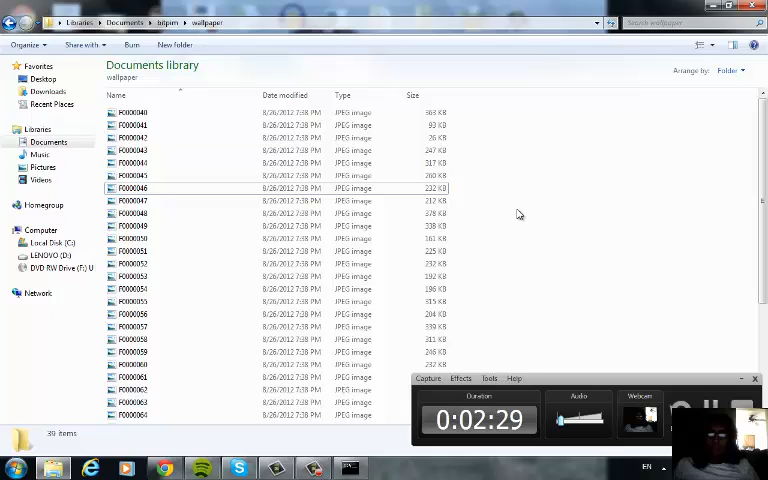 Libraries ▸ Documents ▸ bitpim ▸ wallpaper
Search wallpaper
Organize Share with Burn New folder
Favorites
Desktop
Downloads
Recent Places
Libraries
Documents
Music
Pictures
Videos
Homegroup
Computer
Local Disk (C:)
LENOVO (D:)
DVD RW Drive (F:) U
Network
Documents library
wallpaper
Arrange by: Folder
Name Date modified Type Size
F0000040 8/26/2012 7:38 PM JPEG image 363 KB
F0000041 8/26/2012 7:38 PM JPEG image 93 KB
F0000042 8/26/2012 7:38 PM JPEG image 26 KB
F0000043 8/26/2012 7:38 PM JPEG image 247 KB
F0000044 8/26/2012 7:38 PM JPEG image 317 KB
F0000045 8/26/2012 7:38 PM JPEG image 260 KB
F0000046 8/26/2012 7:38 PM JPEG image 232 KB
F0000047 8/26/2012 7:38 PM JPEG image 212 KB
F0000048 8/26/2012 7:38 PM JPEG image 378 KB
F0000049 8/26/2012 7:38 PM JPEG image 338 KB
F0000050 8/26/2012 7:38 PM JPEG image 161 KB
F0000051 8/26/2012 7:38 PM JPEG image 225 KB
F0000052 8/26/2012 7:38 PM JPEG image 232 KB
F0000053 8/26/2012 7:38 PM JPEG image 192 KB
F0000054 8/26/2012 7:38 PM JPEG image 196 KB
F0000055 8/26/2012 7:38 PM JPEG image 315 KB
F0000056 8/26/2012 7:38 PM JPEG image 204 KB
F0000057 8/26/2012 7:38 PM JPEG image 339 KB
F0000058 8/26/2012 7:38 PM JPEG image 311 KB
F0000059 8/26/2012 7:38 PM JPEG image 246 KB
F0000060 8/26/2012 7:38 PM JPEG image 232 KB
F0000061 8/26/2012 7:38 PM JPEG image
F0000062 8/26/2012 7:38 PM JPEG image
F0000063 8/26/2012 7:38 PM JPEG image
F0000064 8/26/2012 7:38 PM JPEG image
Capture Effects Tools Help
Duration Audio Webcam
0:02:29
39 items
EN